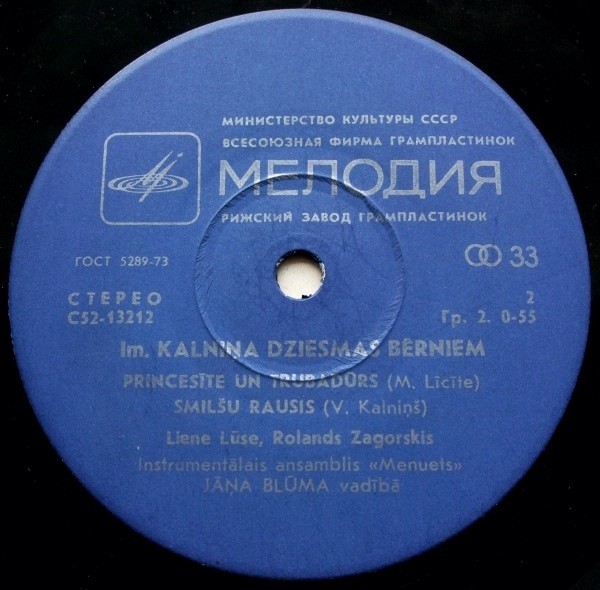 МИНИСТЕРСТВО КУЛЬТУРЫ СССР
ВСЕСОЮЗНАЯ ФИРМА ГРАМПЛАСТИНОК
МЕЛОДИЯ
РИЖСКИЙ ЗАВОД ГРАМПЛАСТИНОК
ГОСТ 5289-73
33
СТЕРЕО
2
С52-13212
Гр. 2. 0-55
Im. KALNIŅA DZIESMAS BĒRNIEM
PRINCESĪTE UN TRUBADŪRS (M. Līcīte)
SMILŠU RAUSIS (V. Kalniņš)
Liene Lūse, Rolands Zagorskis
Instrumentālais ansamblis «Menuets»
JĀŅA BLŪMA vadībā